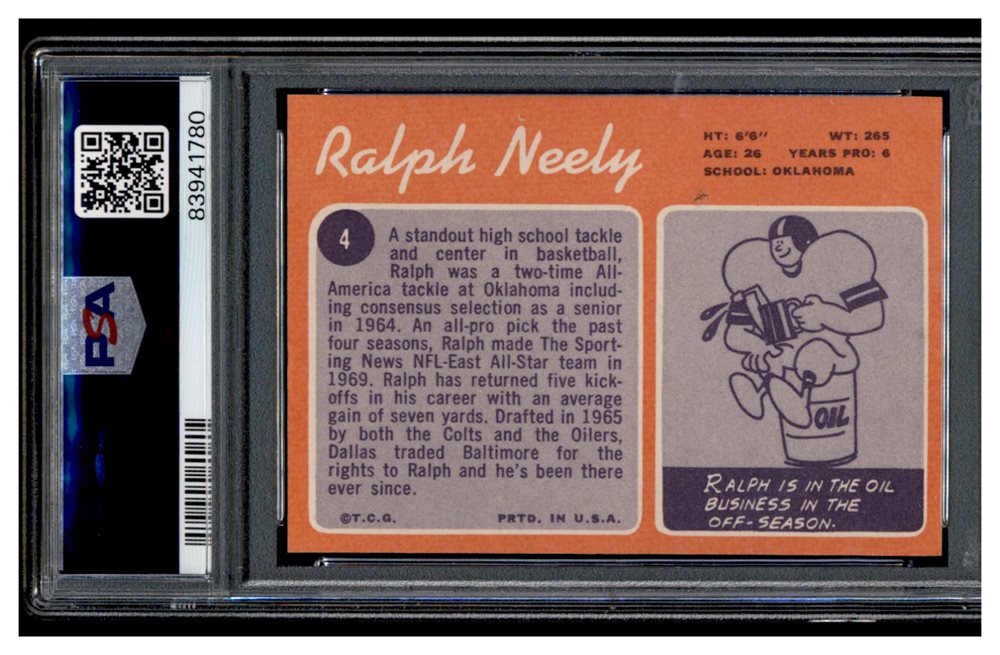 83941780
PSA
Ralph Neely
HT: 6'6" WT: 265
AGE: 26 YEARS PRO: 6
SCHOOL: OKLAHOMA
4
A standout high school tackle
and center in basketball,
Ralph was a two-time All-
America tackle at Oklahoma includ-
ing consensus selection as a senior
in 1964. An all-pro pick the past
four seasons, Ralph made The Sport-
ing News NFL-East All-Star team in
1969. Ralph has returned five kick-
offs in his career with an average
gain of seven yards. Drafted in 1965
by both the Colts and the Oilers,
Dallas traded Baltimore for the
rights to Ralph and he's been there
ever since.
©T.C.G. PRTD. IN U.S.A.
OIL
RALPH IS IN THE OIL
BUSINESS IN THE
OFF-SEASON.
PSA